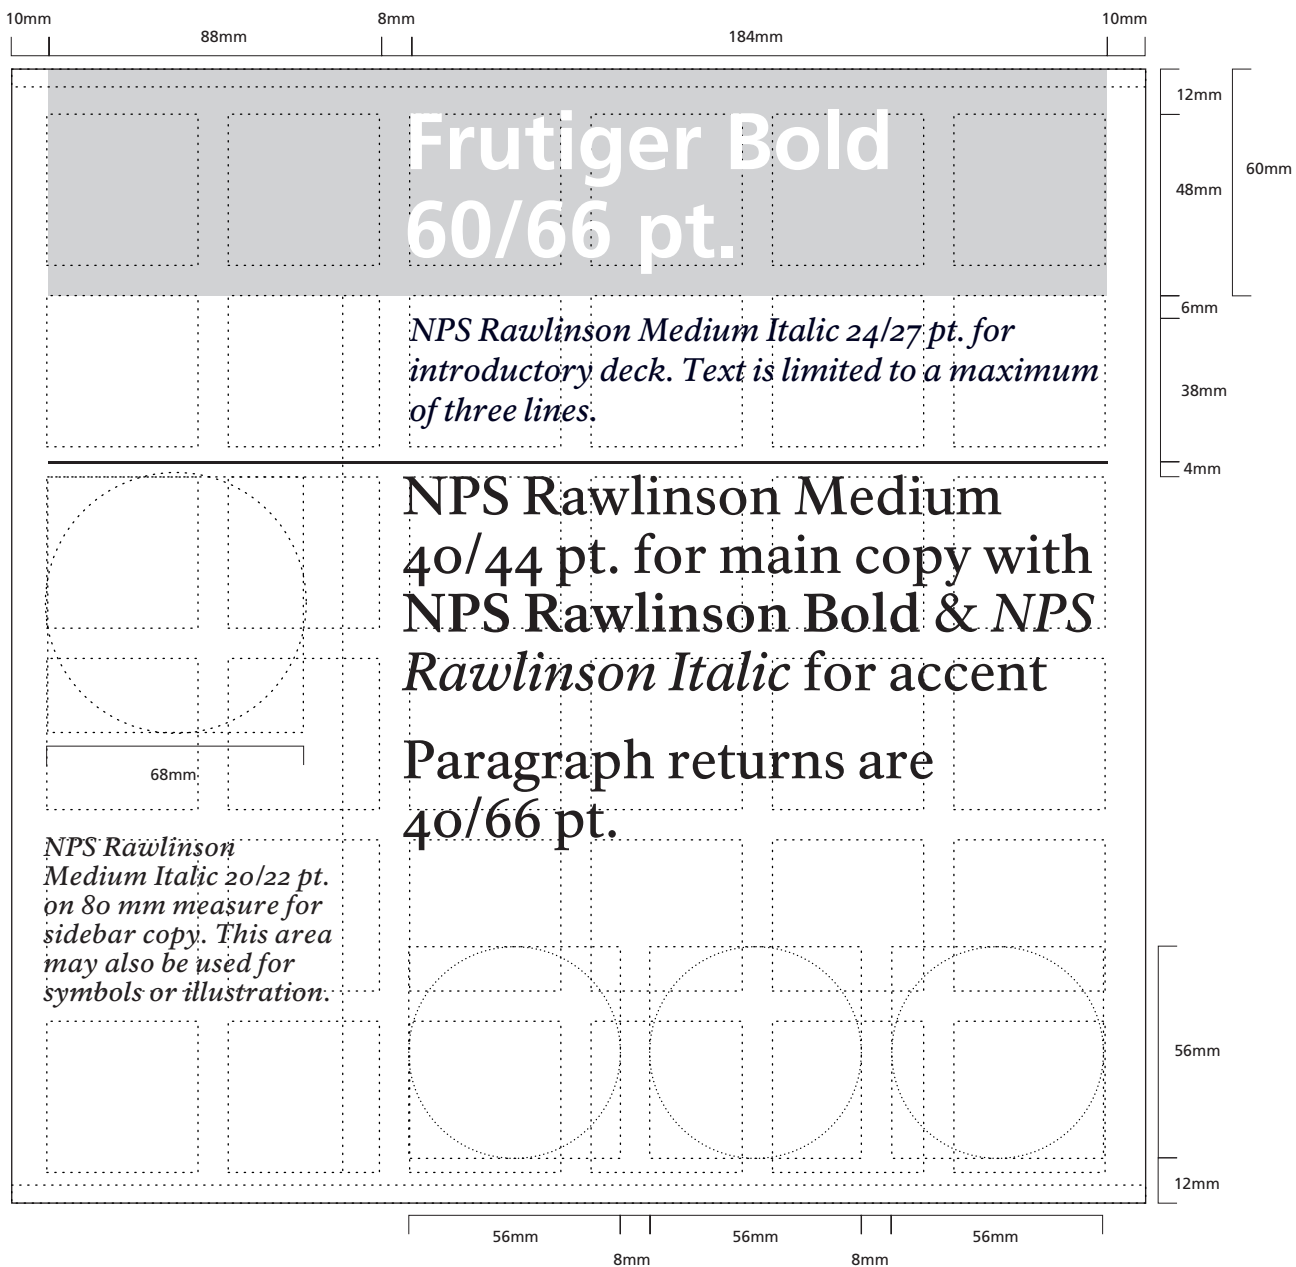 10mm
8mm
10mm
88mm
184mm
12mm
Frutiger Bold
60mm
48mm
60/66 pt.
6mm
NPS Rawlinson Medium Italic 24/27 pt. for
introductory deck. Text is limited to a maximum
of three lines.
38mm
4mm
NPS Rawlinson Medium
40/44 pt. for main copy with
NPS Rawlinson Bold & NPS
Rawlinson Italic for accent
Paragraph returns are
40/66 pt.
68mm
NPS Rawlinson
Medium Italic 20/22 pt.
on 80 mm measure for
sidebar copy. This area
may also be used for
symbols or illustration.
56mm
12mm
56mm
56mm
56mm
8mm
8mm